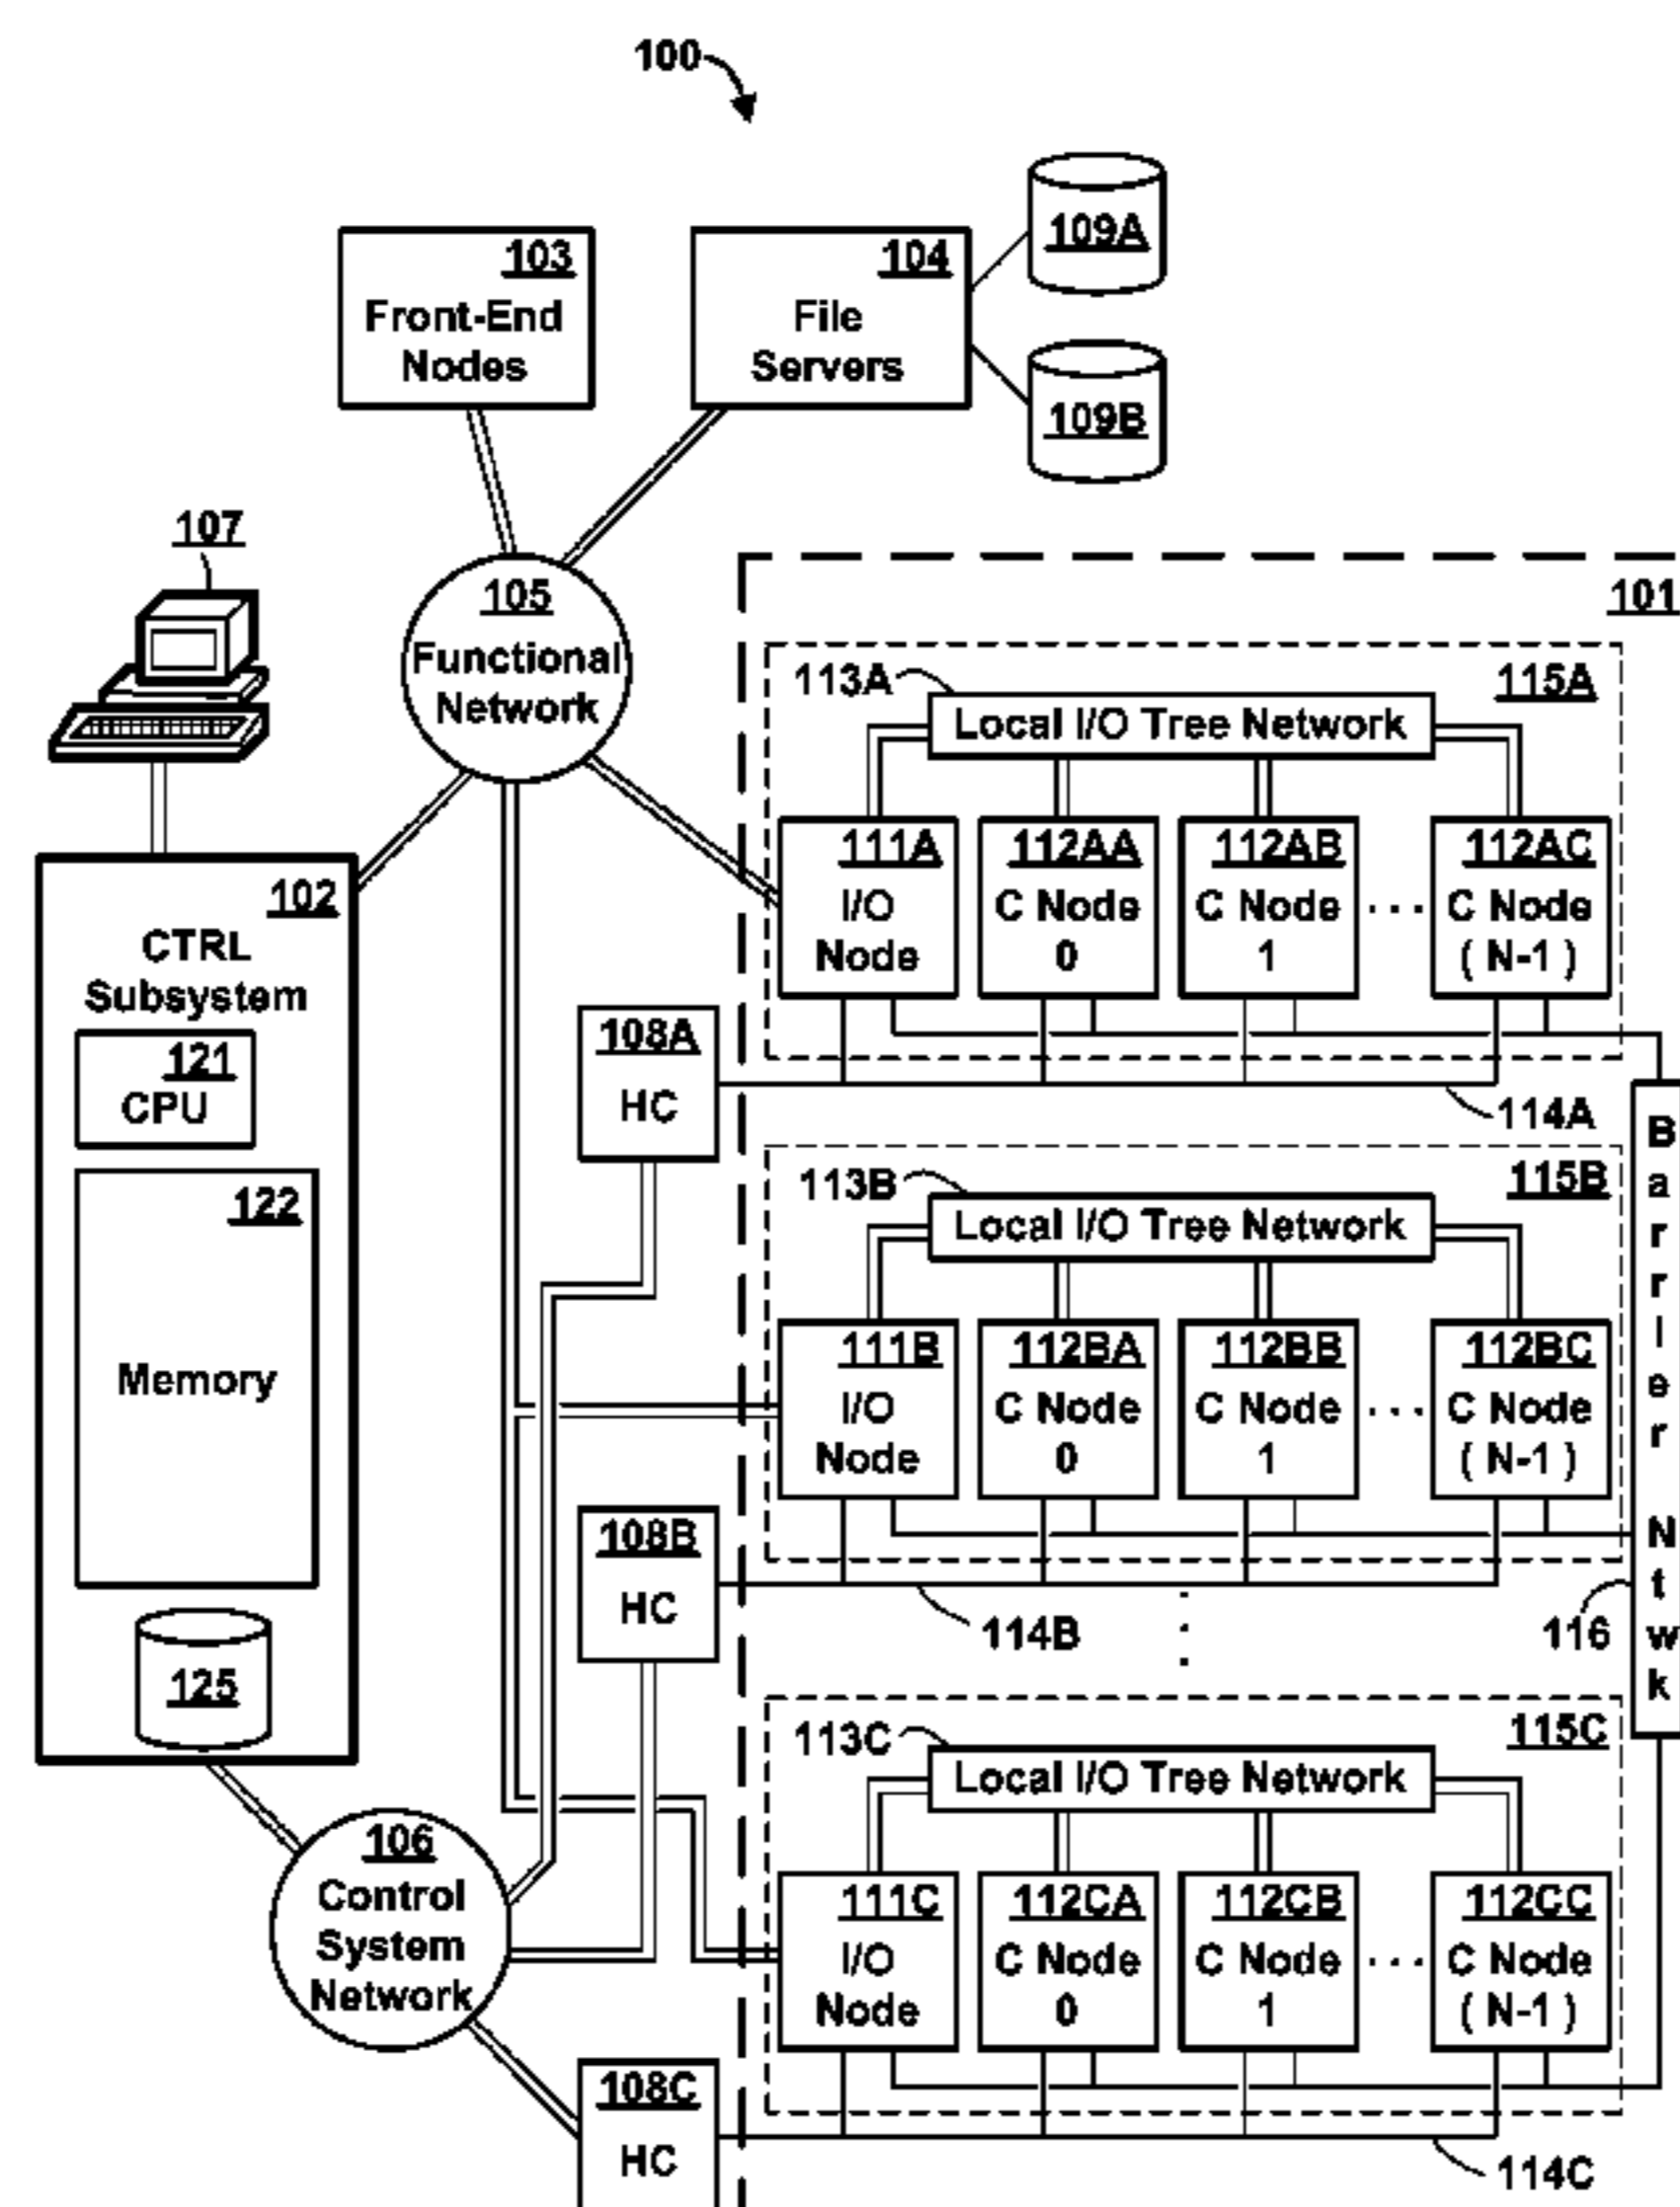 100
109A
103
Front-End
Nodes
104
File
Servers
109B
107
105
Functional
Network
101
113A
115A
Local I/O Tree Network
102
CTRL
Subsystem
111A
I/O
Node
112AA
C Node
0
112AB
C Node
1
. . .
112AC
C Node
( N-1 )
121
CPU
108A
HC
114A
122
Memory
113B
115B
Local I/O Tree Network
111B
I/O
Node
112BA
C Node
0
112BB
C Node
1
. . .
112BC
C Node
( N-1 )
Barrier Ntwk
108B
HC
114B
116
125
113C
115C
Local I/O Tree Network
106
Control
System
Network
111C
I/O
Node
112CA
C Node
0
112CB
C Node
1
. . .
112CC
C Node
( N-1 )
108C
HC
114C